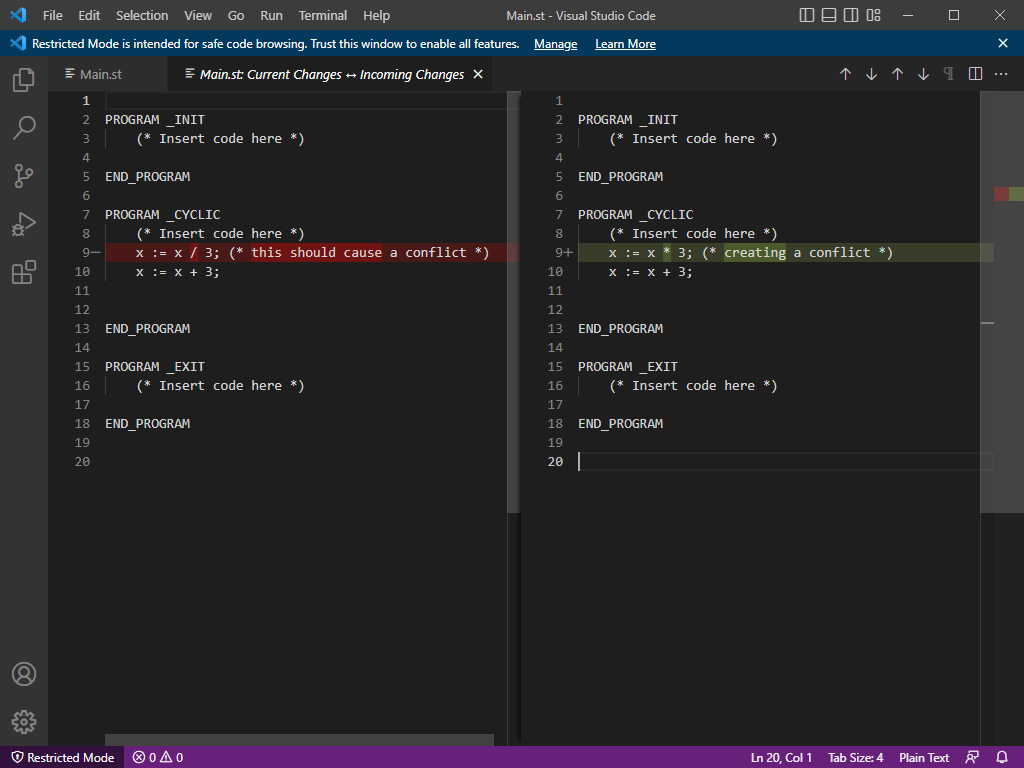 File Edit Selection View Go Run Terminal Help Main.st - Visual Studio Code
Restricted Mode is intended for safe code browsing. Trust this window to enable all features. Manage Learn More
Main.st Main.st: Current Changes ↔ Incoming Changes
1
2 PROGRAM _INIT
3 (* Insert code here *)
4
5 END_PROGRAM
6
7 PROGRAM _CYCLIC
8 (* Insert code here *)
9− x := x / 3; (* this should cause a conflict *)
10 x := x + 3;
11
12
13 END_PROGRAM
14
15 PROGRAM _EXIT
16 (* Insert code here *)
17
18 END_PROGRAM
19
20
1
2 PROGRAM _INIT
3 (* Insert code here *)
4
5 END_PROGRAM
6
7 PROGRAM _CYCLIC
8 (* Insert code here *)
9+ x := x * 3; (* creating a conflict *)
10 x := x + 3;
11
12
13 END_PROGRAM
14
15 PROGRAM _EXIT
16 (* Insert code here *)
17
18 END_PROGRAM
19
20
Restricted Mode 0 0 Ln 20, Col 1 Tab Size: 4 Plain Text